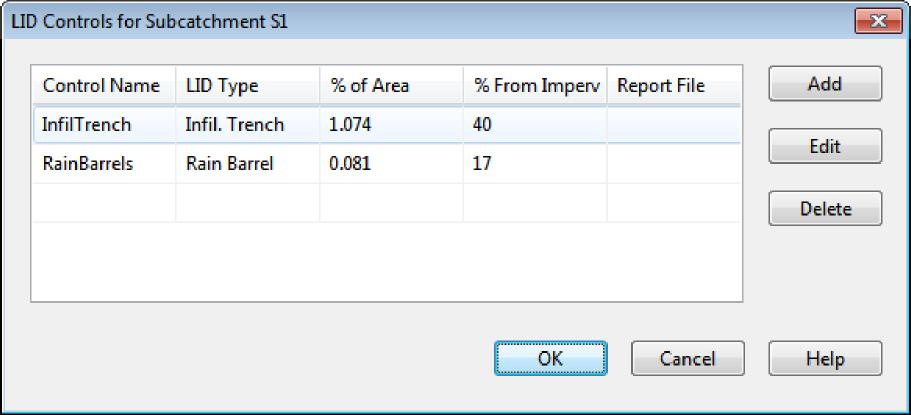 LID Controls for Subcatchment S1
Control Name LID Type % of Area % From Imperv Report File
InfilTrench Infil. Trench 1.074 40
RainBarrels Rain Barrel 0.081 17
Add
Edit
Delete
OK Cancel Help